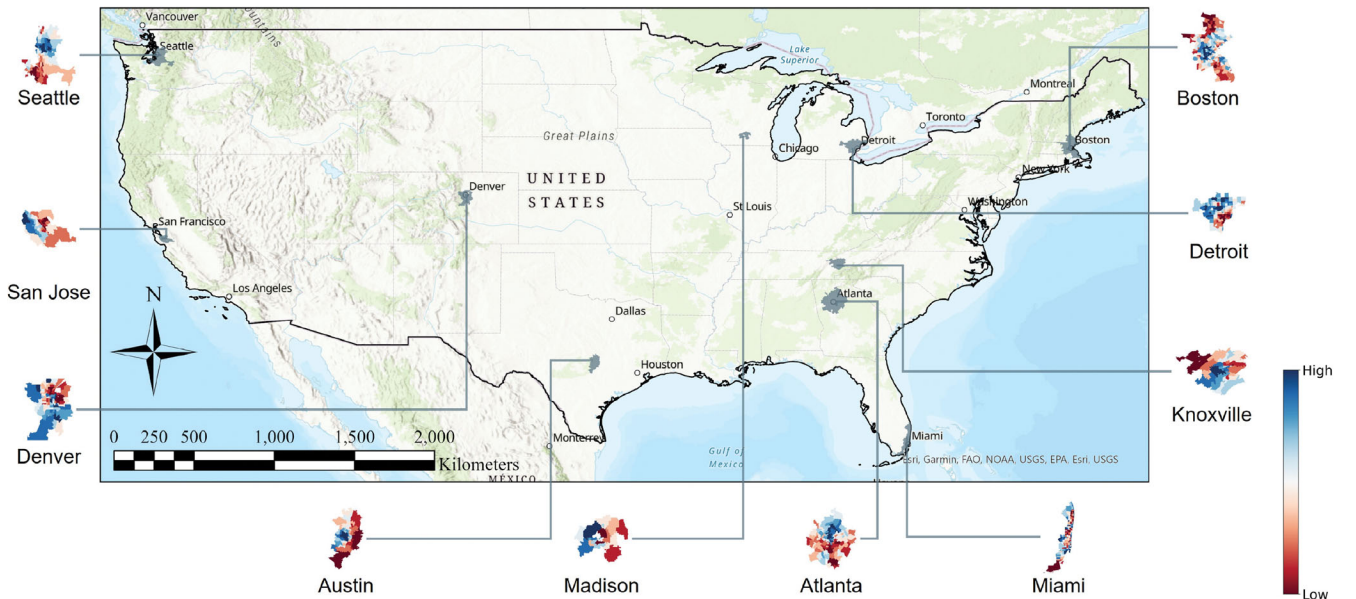 Vancouver
Seattle
Seattle
Lake
Superior
Montreal
Toronto
Boston
Boston
Great Plains
Chicago
Detroit
New York
San Francisco
San Jose
Denver
UNITED
STATES
St Louis
Washington
Detroit
Los Angeles
N
Dallas
Atlanta
Houston
Knoxville
High
Denver
0 250 500 1,000 1,500 2,000
Kilometers
Monterrey
MÉXICO
Gulf of
Mexico
Miami
Esri, Garmin, FAO, NOAA, USGS, EPA, Esri, USGS
Austin
Madison
Atlanta
Miami
Low